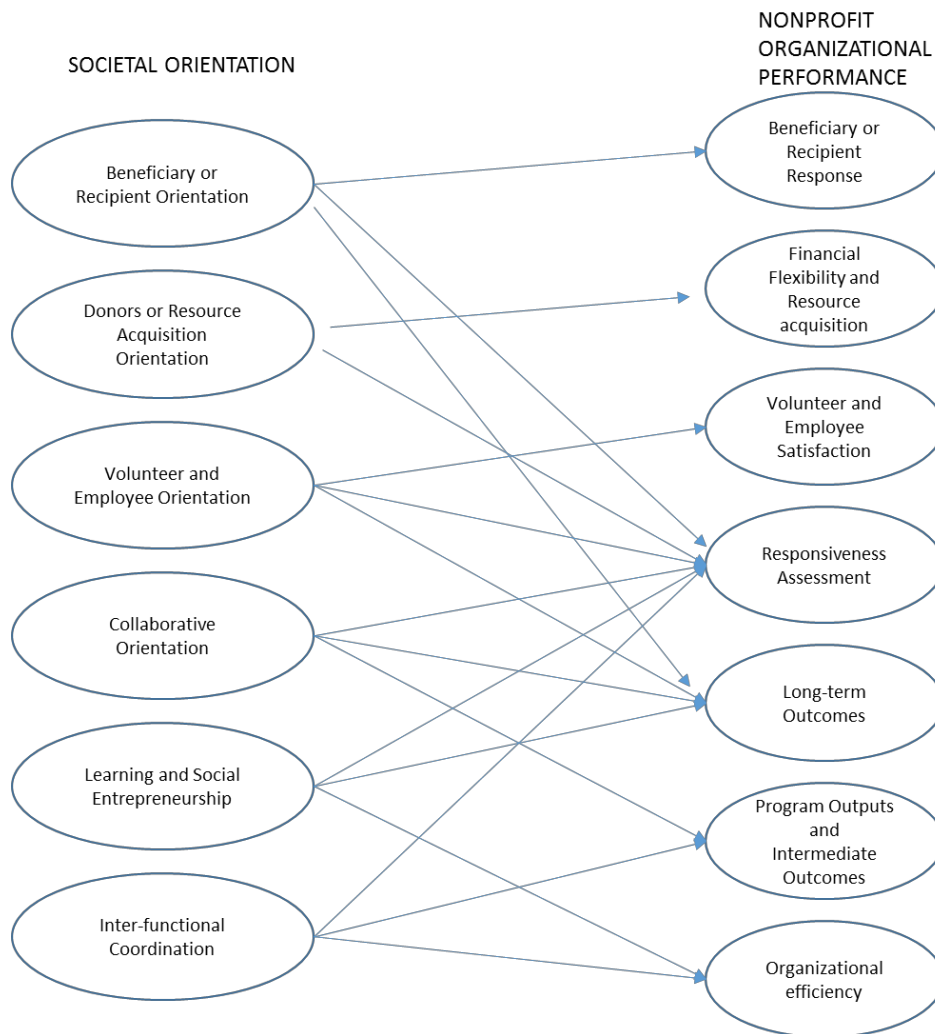 SOCIETAL ORIENTATION
Beneficiary or
Recipient Orientation
Donors or Resource
Acquisition
Orientation
Volunteer and
Employee Orientation
Collaborative
Orientation
Learning and Social
Entrepreneurship
Inter-functional
Coordination
NONPROFIT
ORGANIZATIONAL
PERFORMANCE
Beneficiary or
Recipient
Response
Financial
Flexibility and
Resource
acquisition
Volunteer and
Employee
Satisfaction
Responsiveness
Assessment
Long-term
Outcomes
Program Outputs
and
Intermediate
Outcomes
Organizational
efficiency